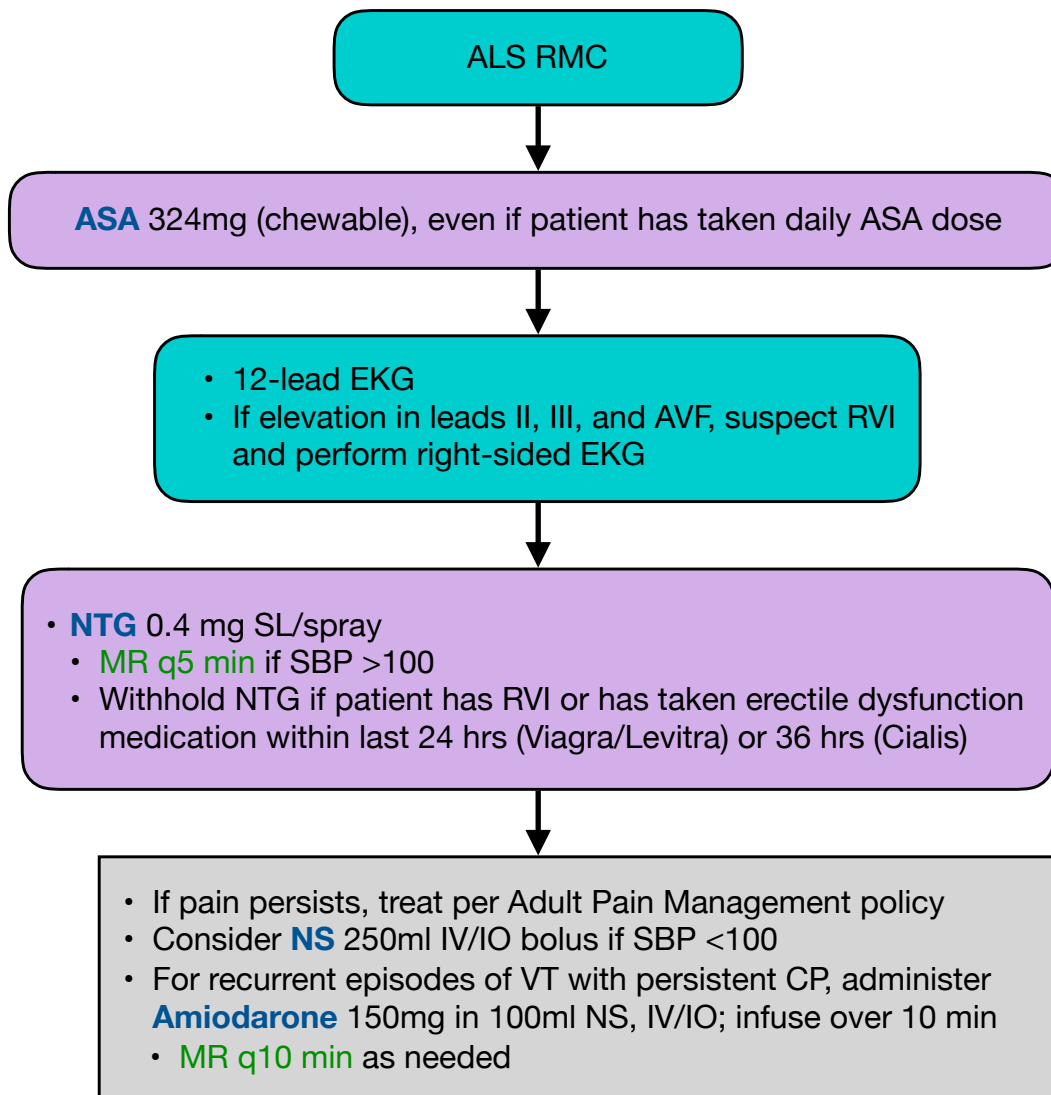 ALS RMC
ASA 324mg (chewable), even if patient has taken daily ASA dose
• 12-lead EKG
• If elevation in leads II, III, and AVF, suspect RVI
and perform right-sided EKG
• NTG 0.4 mg SL/spray
• MR q5 min if SBP >100
• Withhold NTG if patient has RVI or has taken erectile dysfunction
medication within last 24 hrs (Viagra/Levitra) or 36 hrs (Cialis)
• If pain persists, treat per Adult Pain Management policy
• Consider NS 250ml IV/IO bolus if SBP <100
• For recurrent episodes of VT with persistent CP, administer
Amiodarone 150mg in 100ml NS, IV/IO; infuse over 10 min
• MR q10 min as needed